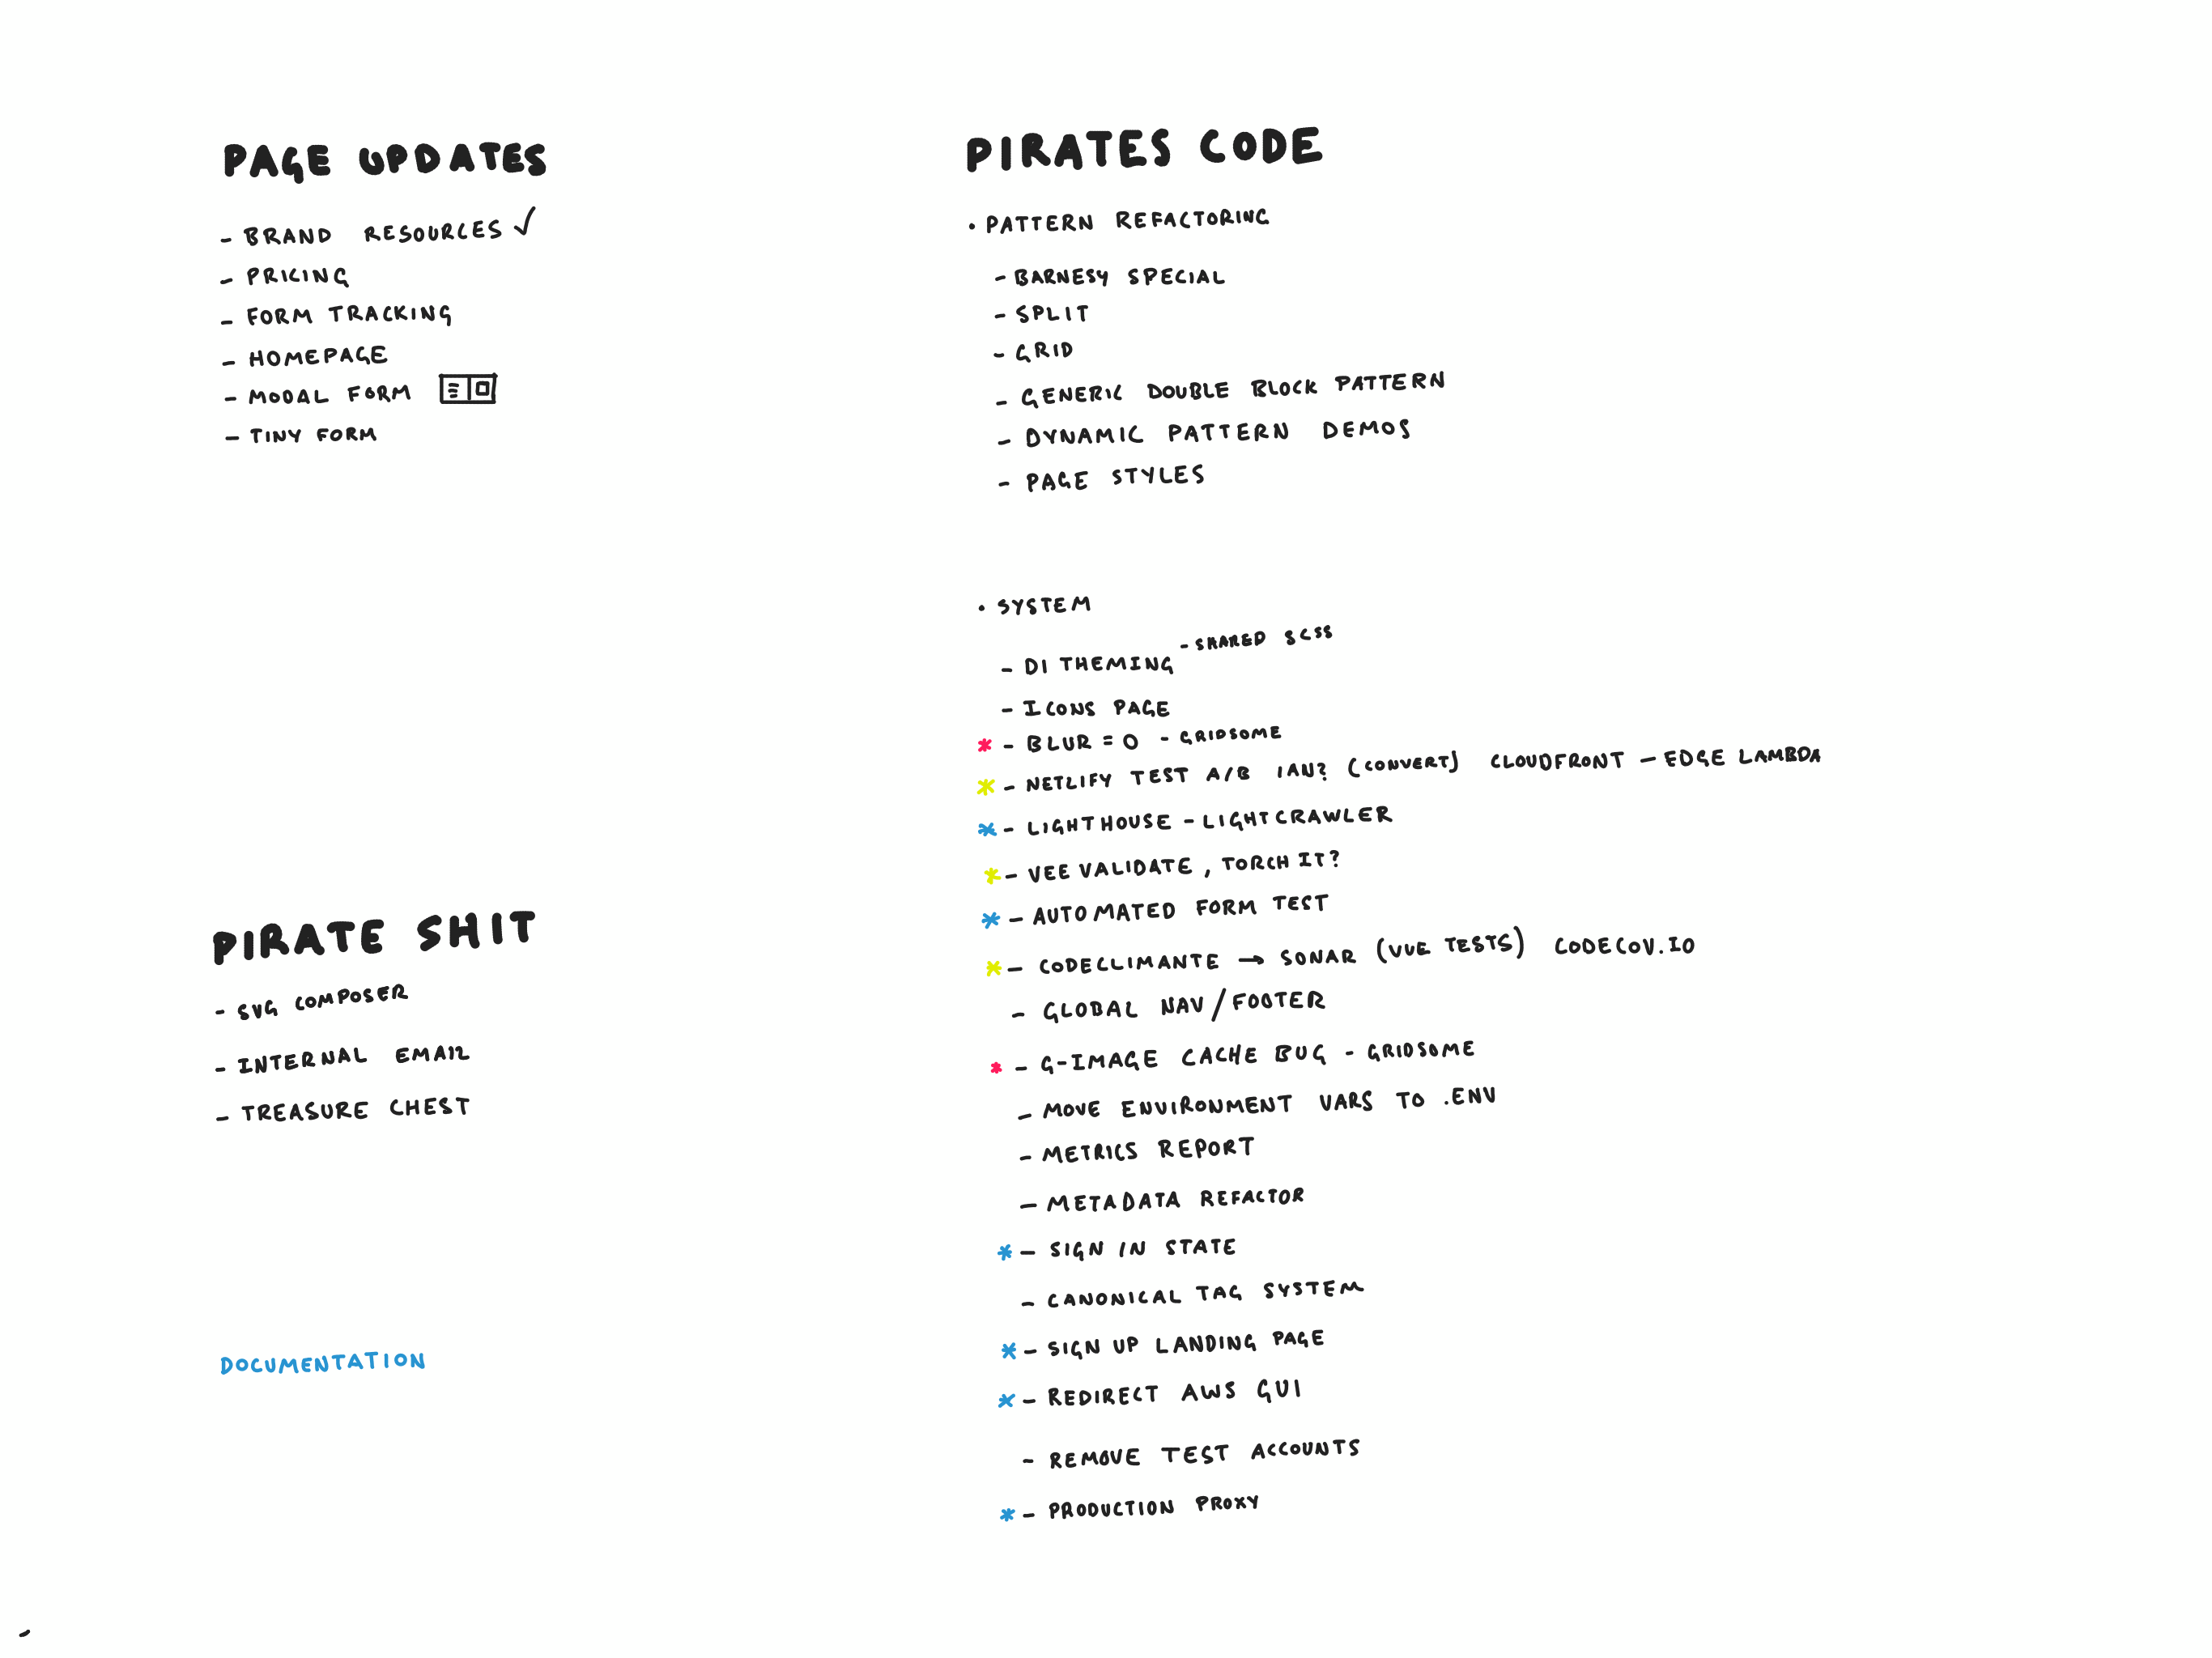 PAGE UPDATES
- BRAND RESOURCES ✓
- PRICING
- FORM TRACKING
- HOMEPAGE
- MODAL FORM
- TINY FORM
PIRATE SHIT
- SVG COMPOSER
- INTERNAL EMAIL
- TREASURE CHEST
DOCUMENTATION
PIRATES CODE
• PATTERN REFACTORING
- BARNESY SPECIAL
- SPLIT
- GRID
- GENERIC DOUBLE BLOCK PATTERN
- DYNAMIC PATTERN DEMOS
- PAGE STYLES
• SYSTEM
- DI THEMING - SHARED SCSS
- ICONS PAGE
* - BLUR = 0 - GRIDSOME
* - NETLIFY TEST A/B IAN? (CONVERT) CLOUDFRONT - EDGE LAMBDA
* - LIGHTHOUSE - LIGHTCRAWLER
* - VEE VALIDATE, TORCH IT?
* - AUTOMATED FORM TEST
* - CODECLIMANTE → SONAR (VUE TESTS) CODECOV.IO
- GLOBAL NAV/FOOTER
* - G-IMAGE CACHE BUG - GRIDSOME
- MOVE ENVIRONMENT VARS TO .ENV
- METRICS REPORT
- METADATA REFACTOR
* - SIGN IN STATE
- CANONICAL TAG SYSTEM
* - SIGN UP LANDING PAGE
* - REDIRECT AWS GUI
- REMOVE TEST ACCOUNTS
* - PRODUCTION PROXY